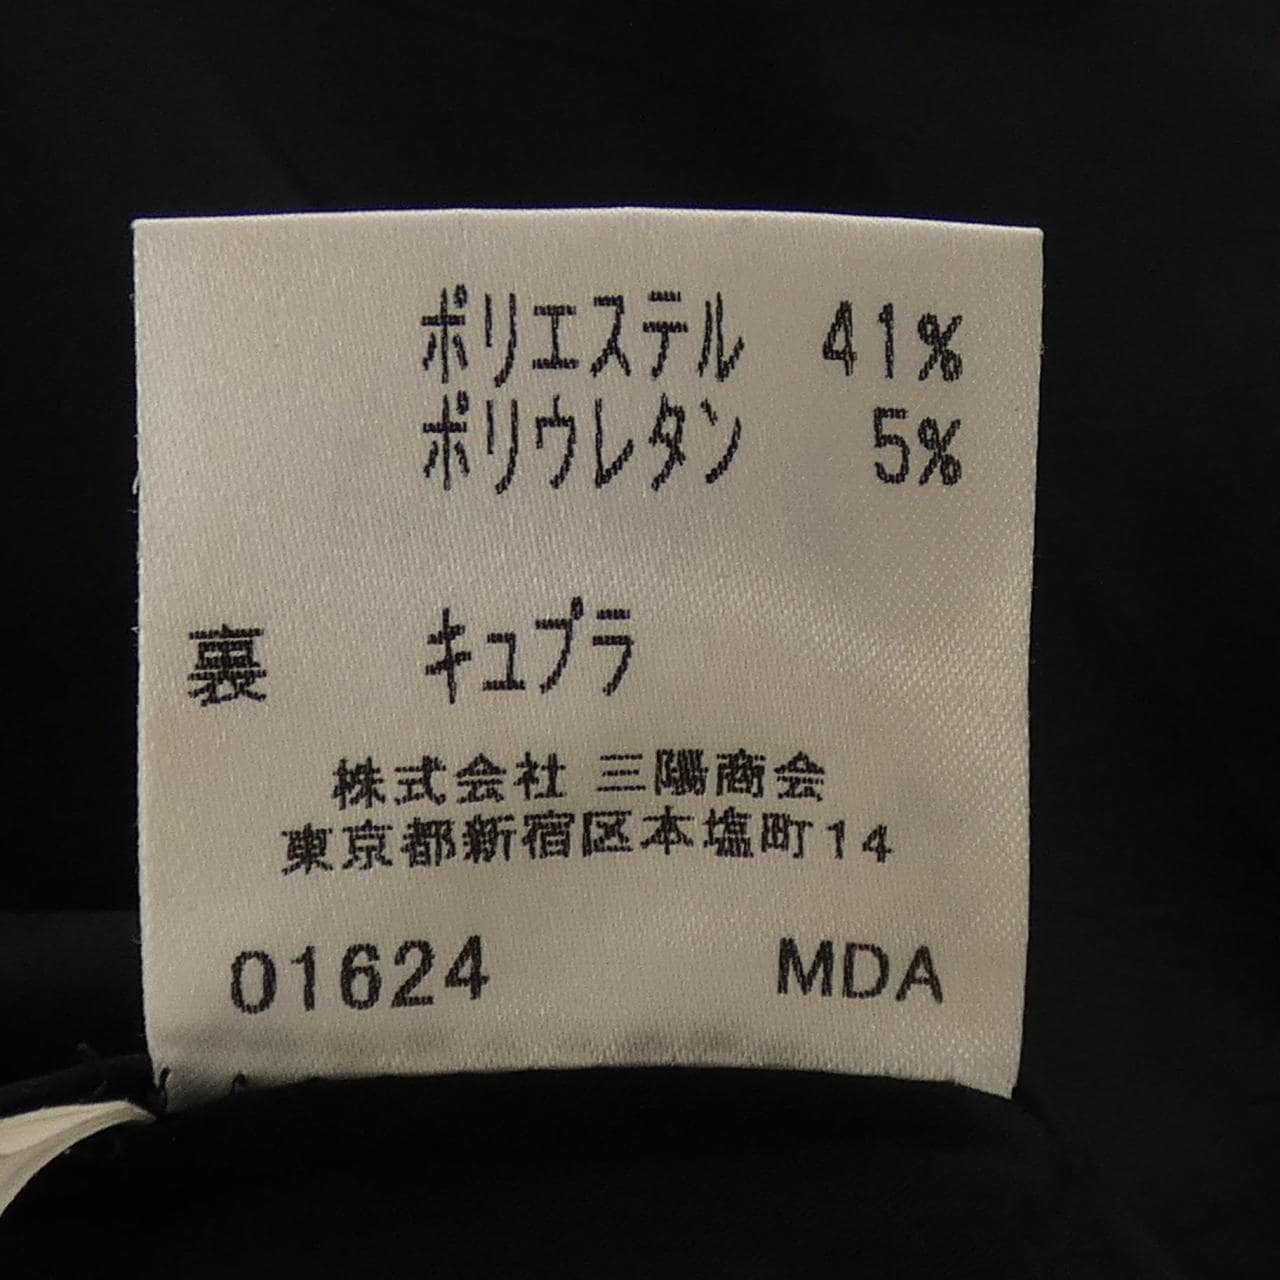 ポリエステル 41%
ポリウレタン 5%
裏 キュプラ
株式会社 三陽商会
東京都新宿区本塩町14
01624 MDA